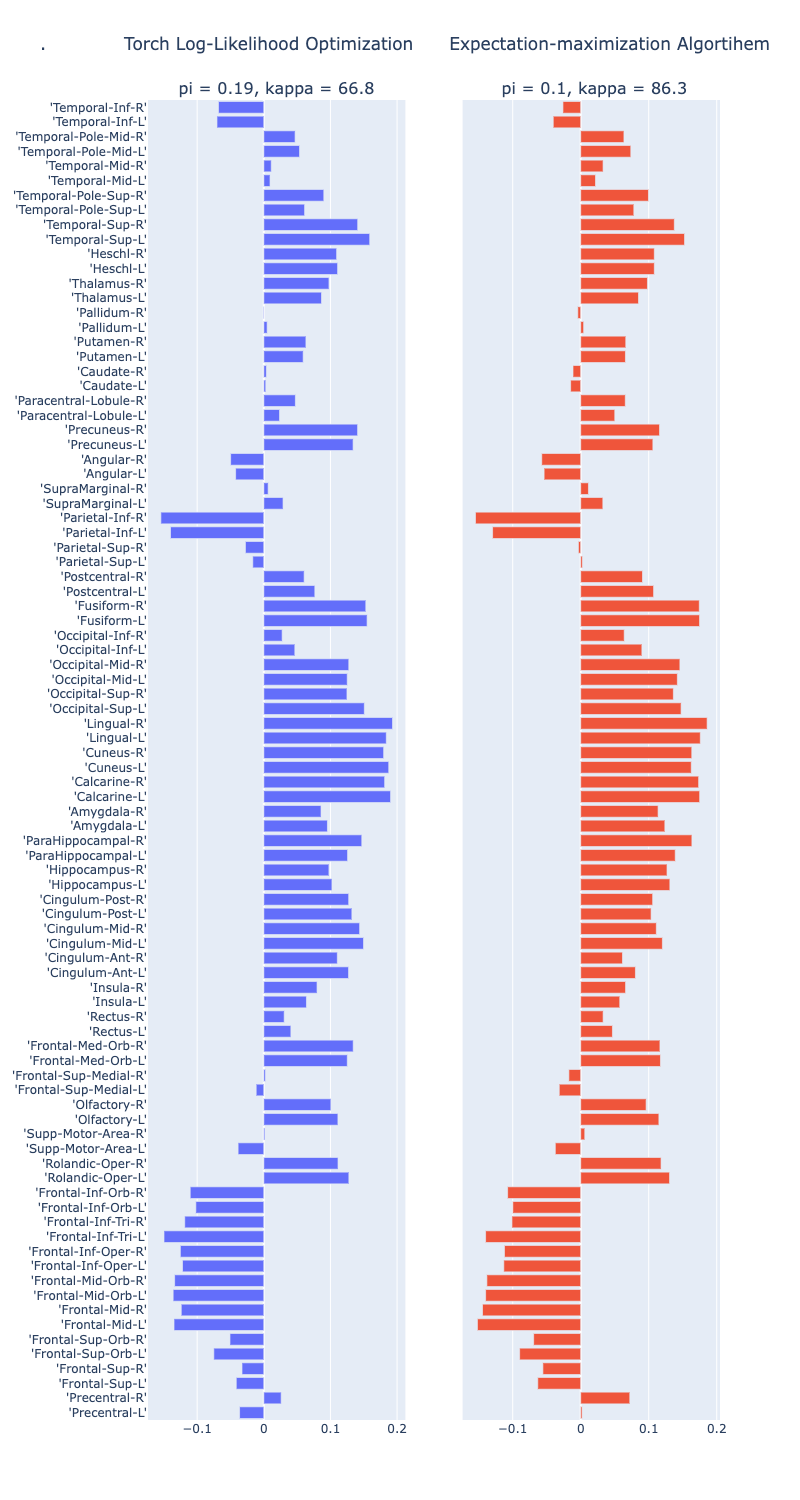 . Torch Log-Likelihood Optimization Expectation-maximization Algortihem
pi = 0.19, kappa = 66.8 pi = 0.1, kappa = 86.3
'Temporal-Inf-R'
'Temporal-Inf-L'
'Temporal-Pole-Mid-R'
'Temporal-Pole-Mid-L'
'Temporal-Mid-R'
'Temporal-Mid-L'
'Temporal-Pole-Sup-R'
'Temporal-Pole-Sup-L'
'Temporal-Sup-R'
'Temporal-Sup-L'
'Heschl-R'
'Heschl-L'
'Thalamus-R'
'Thalamus-L'
'Pallidum-R'
'Pallidum-L'
'Putamen-R'
'Putamen-L'
'Caudate-R'
'Caudate-L'
'Paracentral-Lobule-R'
'Paracentral-Lobule-L'
'Precuneus-R'
'Precuneus-L'
'Angular-R'
'Angular-L'
'SupraMarginal-R'
'SupraMarginal-L'
'Parietal-Inf-R'
'Parietal-Inf-L'
'Parietal-Sup-R'
'Parietal-Sup-L'
'Postcentral-R'
'Postcentral-L'
'Fusiform-R'
'Fusiform-L'
'Occipital-Inf-R'
'Occipital-Inf-L'
'Occipital-Mid-R'
'Occipital-Mid-L'
'Occipital-Sup-R'
'Occipital-Sup-L'
'Lingual-R'
'Lingual-L'
'Cuneus-R'
'Cuneus-L'
'Calcarine-R'
'Calcarine-L'
'Amygdala-R'
'Amygdala-L'
'ParaHippocampal-R'
'ParaHippocampal-L'
'Hippocampus-R'
'Hippocampus-L'
'Cingulum-Post-R'
'Cingulum-Post-L'
'Cingulum-Mid-R'
'Cingulum-Mid-L'
'Cingulum-Ant-R'
'Cingulum-Ant-L'
'Insula-R'
'Insula-L'
'Rectus-R'
'Rectus-L'
'Frontal-Med-Orb-R'
'Frontal-Med-Orb-L'
'Frontal-Sup-Medial-R'
'Frontal-Sup-Medial-L'
'Olfactory-R'
'Olfactory-L'
'Supp-Motor-Area-R'
'Supp-Motor-Area-L'
'Rolandic-Oper-R'
'Rolandic-Oper-L'
'Frontal-Inf-Orb-R'
'Frontal-Inf-Orb-L'
'Frontal-Inf-Tri-R'
'Frontal-Inf-Tri-L'
'Frontal-Inf-Oper-R'
'Frontal-Inf-Oper-L'
'Frontal-Mid-Orb-R'
'Frontal-Mid-Orb-L'
'Frontal-Mid-R'
'Frontal-Mid-L'
'Frontal-Sup-Orb-R'
'Frontal-Sup-Orb-L'
'Frontal-Sup-R'
'Frontal-Sup-L'
'Precentral-R'
'Precentral-L'
−0.1 0 0.1 0.2 −0.1 0 0.1 0.2